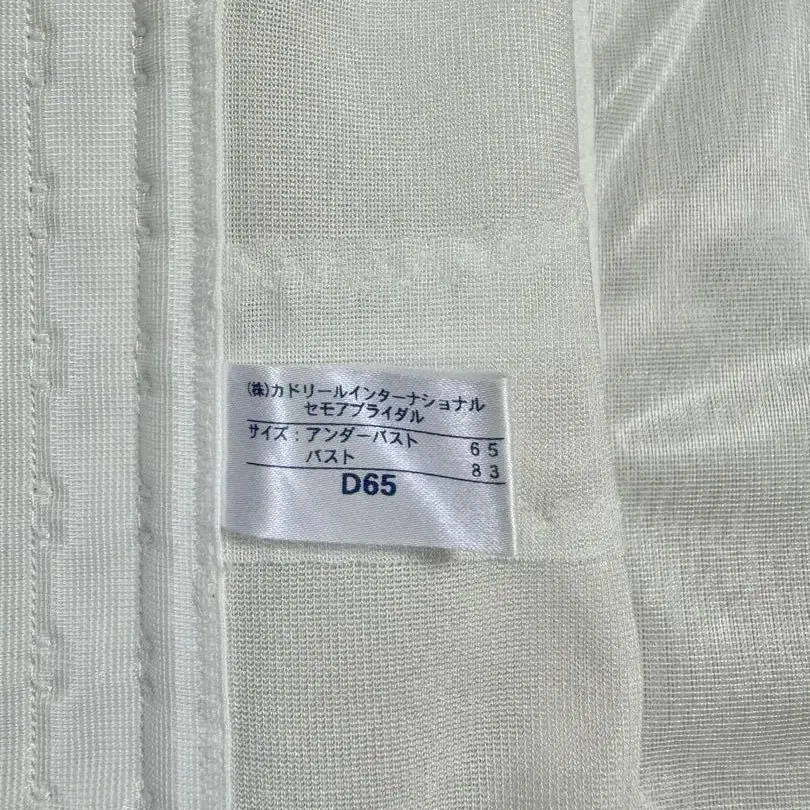 (株)カドリールインターナショナル
セモアブライダル
サイズ：アンダーバスト 65
バスト 83
D65